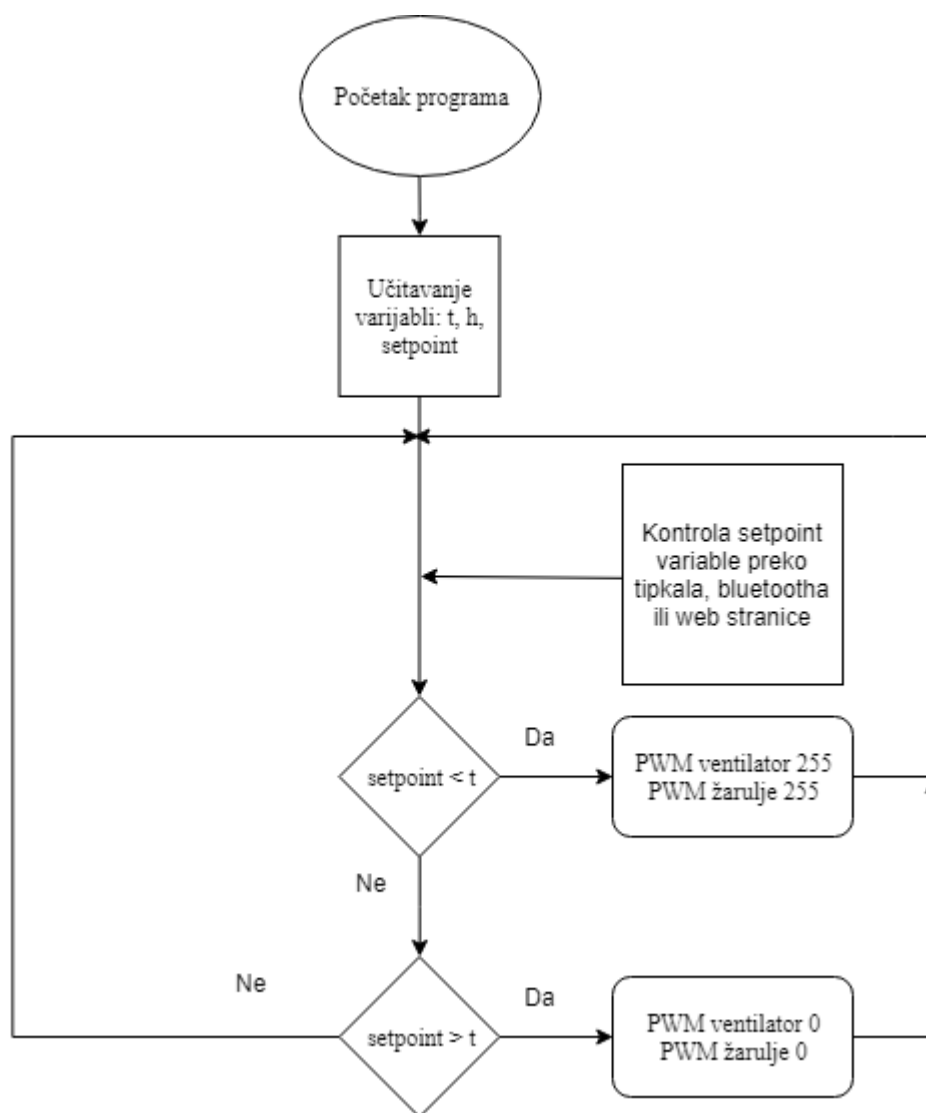 Početak programa
Učitavanje
varijabli: t, h,
setpoint
Kontrola setpoint
variable preko
tipkala, bluetootha
ili web stranice
setpoint < t
Da
PWM ventilator 255
PWM žarulje 255
Ne
setpoint > t
Ne
Da
PWM ventilator 0
PWM žarulje 0